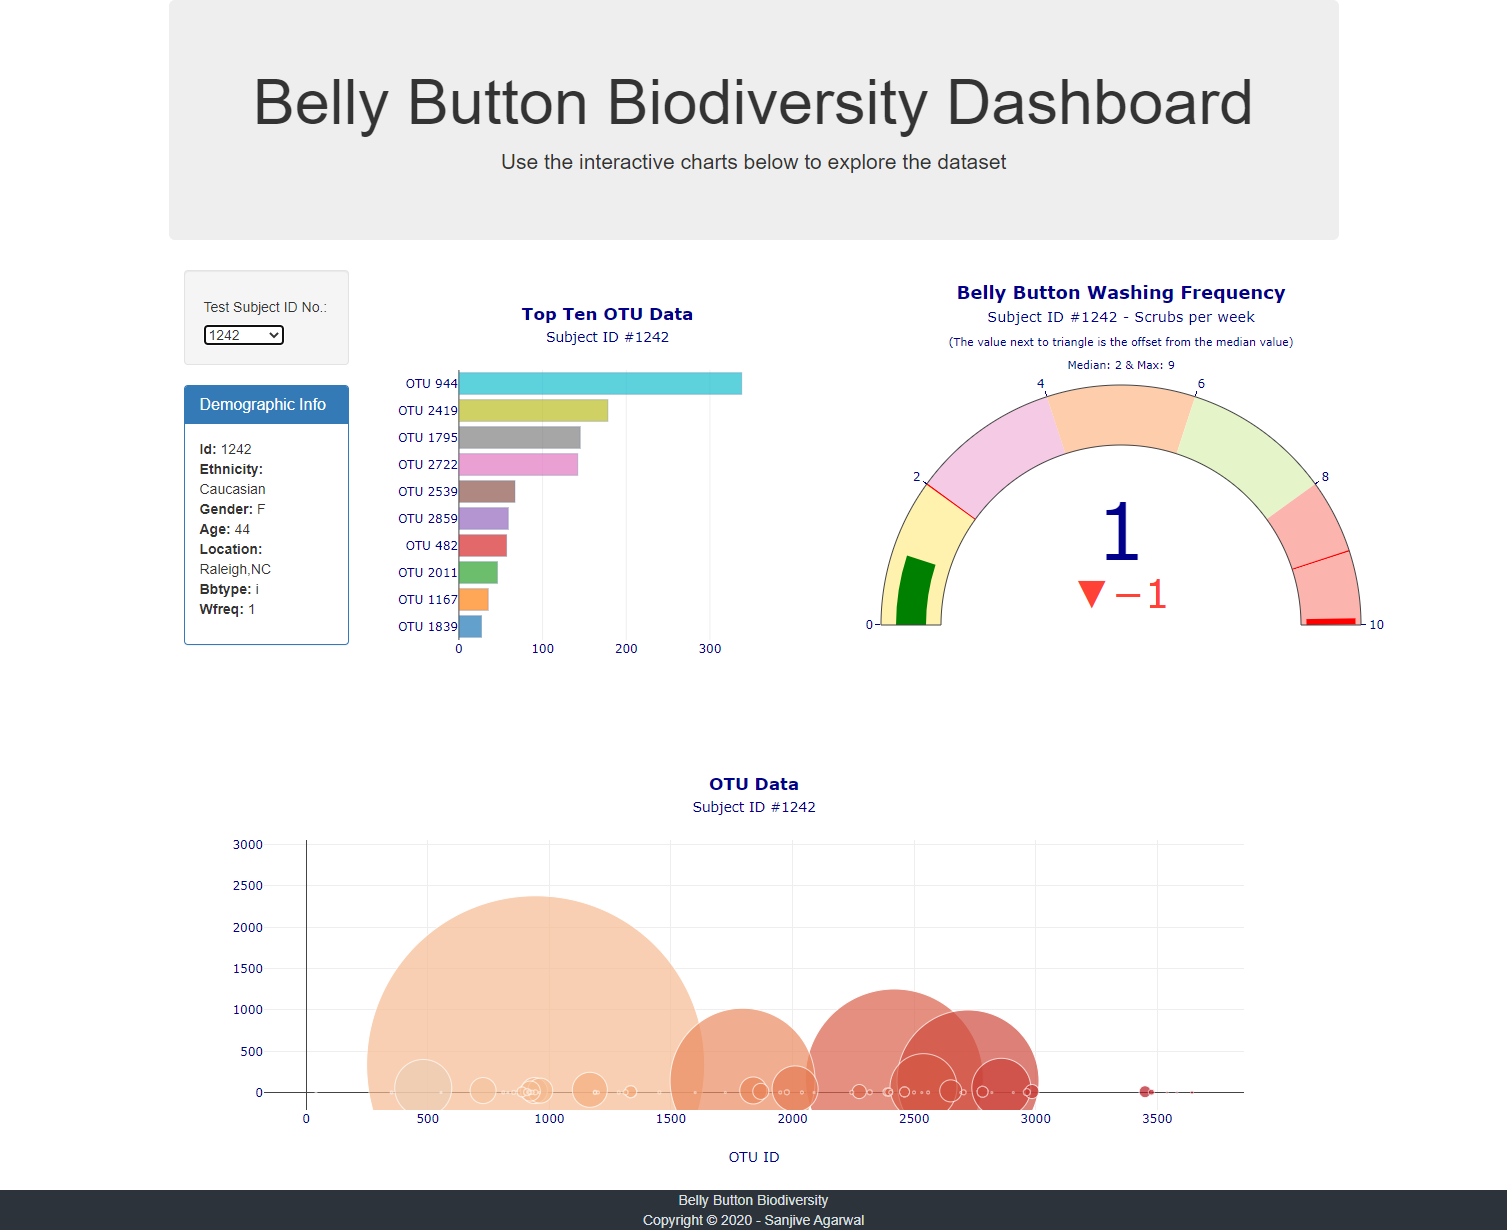 Belly Button Biodiversity Dashboard
Use the interactive charts below to explore the dataset
Test Subject ID No.:
1242
Demographic Info
Id: 1242
Ethnicity:
Caucasian
Gender: F
Age: 44
Location:
Raleigh,NC
Bbtype: i
Wfreq: 1
Top Ten OTU Data
Subject ID #1242
OTU 944
OTU 2419
OTU 1795
OTU 2722
OTU 2539
OTU 2859
OTU 482
OTU 2011
OTU 1167
OTU 1839
0 100 200 300
Belly Button Washing Frequency
Subject ID #1242 - Scrubs per week
(The value next to triangle is the offset from the median value)
Median: 2 & Max: 9
4 6
2 8
1
▼−1
0 10
OTU Data
Subject ID #1242
3000
2500
2000
1500
1000
500
0
0 500 1000 1500 2000 2500 3000 3500
OTU ID
Belly Button Biodiversity
Copyright © 2020 - Sanjive Agarwal